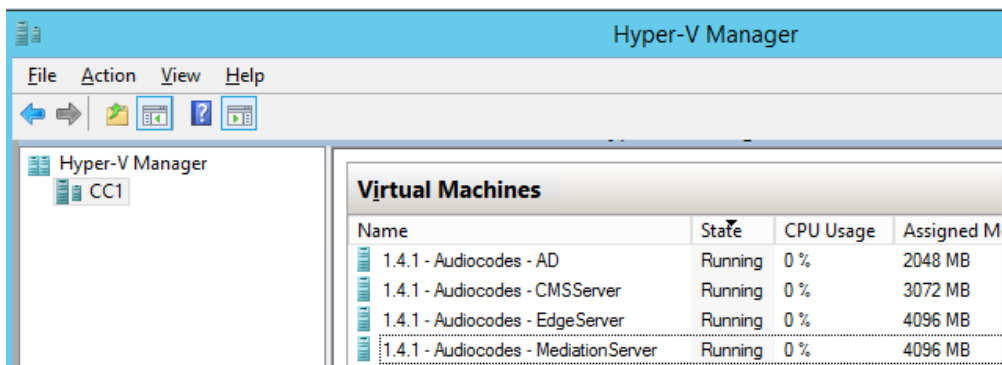 Hyper-V Manager
File Action View Help
Hyper-V Manager
CC1
Virtual Machines
Name State CPU Usage Assigned M
1.4.1 - Audiocodes - AD Running 0 % 2048 MB
1.4.1 - Audiocodes - CMSServer Running 0 % 3072 MB
1.4.1 - Audiocodes - EdgeServer Running 0 % 4096 MB
1.4.1 - Audiocodes - MediationServer Running 0 % 4096 MB